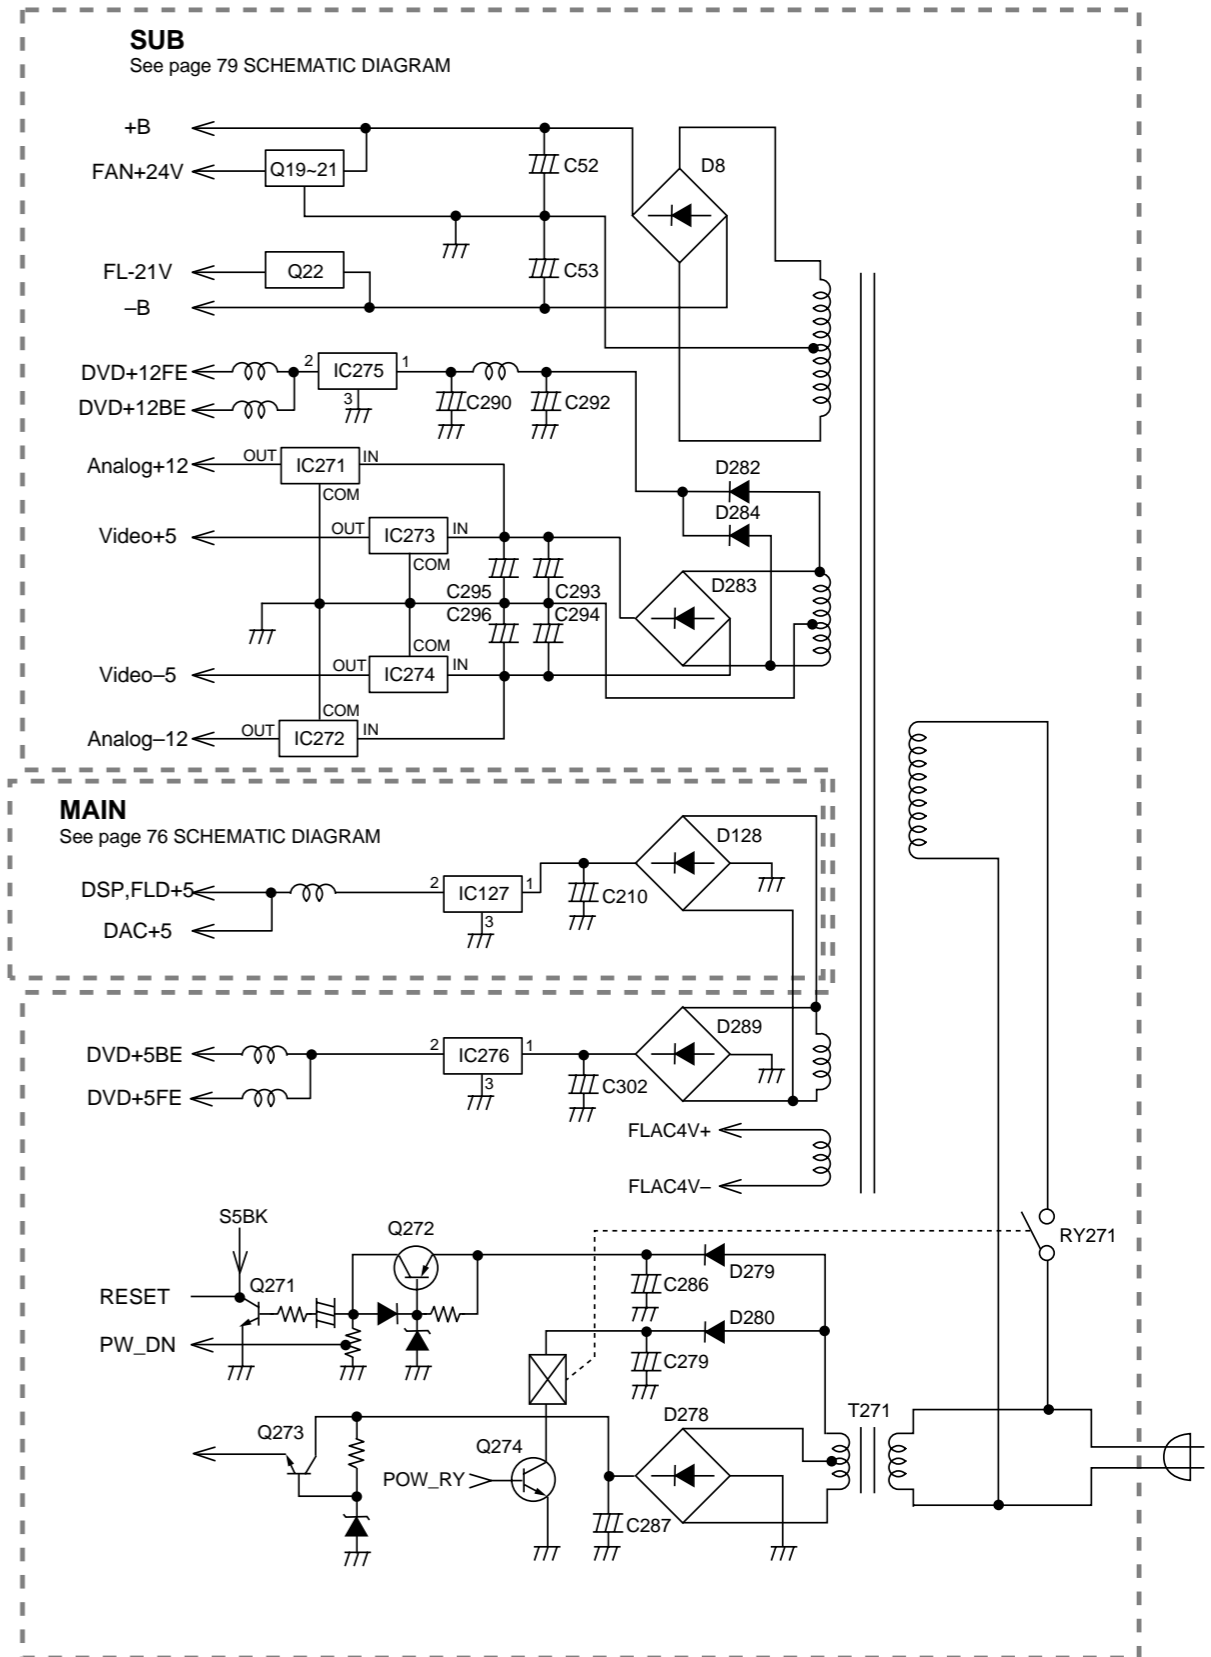 SUB
See page 79 SCHEMATIC DIAGRAM
+B
FAN+24V
Q19~21
C52
D8
FL-21V
Q22
C53
–B
DVD+12FE
2
IC275
1
3
DVD+12BE
C290
C292
Analog+12
OUT
IC271
IN
COM
D282
D284
Video+5
OUT
IC273
IN
COM
C295
C293
D283
C296
C294
COM
Video–5
OUT
IC274
IN
COM
Analog–12
OUT
IC272
IN
MAIN
See page 76 SCHEMATIC DIAGRAM
D128
DSP,FLD+5
2
IC127
1
3
C210
DAC+5
D289
DVD+5BE
2
IC276
1
3
C302
DVD+5FE
FLAC4V+
FLAC4V–
S5BK
Q272
RY271
Q271
D279
C286
RESET
D280
PW_DN
C279
D278
T271
Q273
Q274
POW_RY
C287